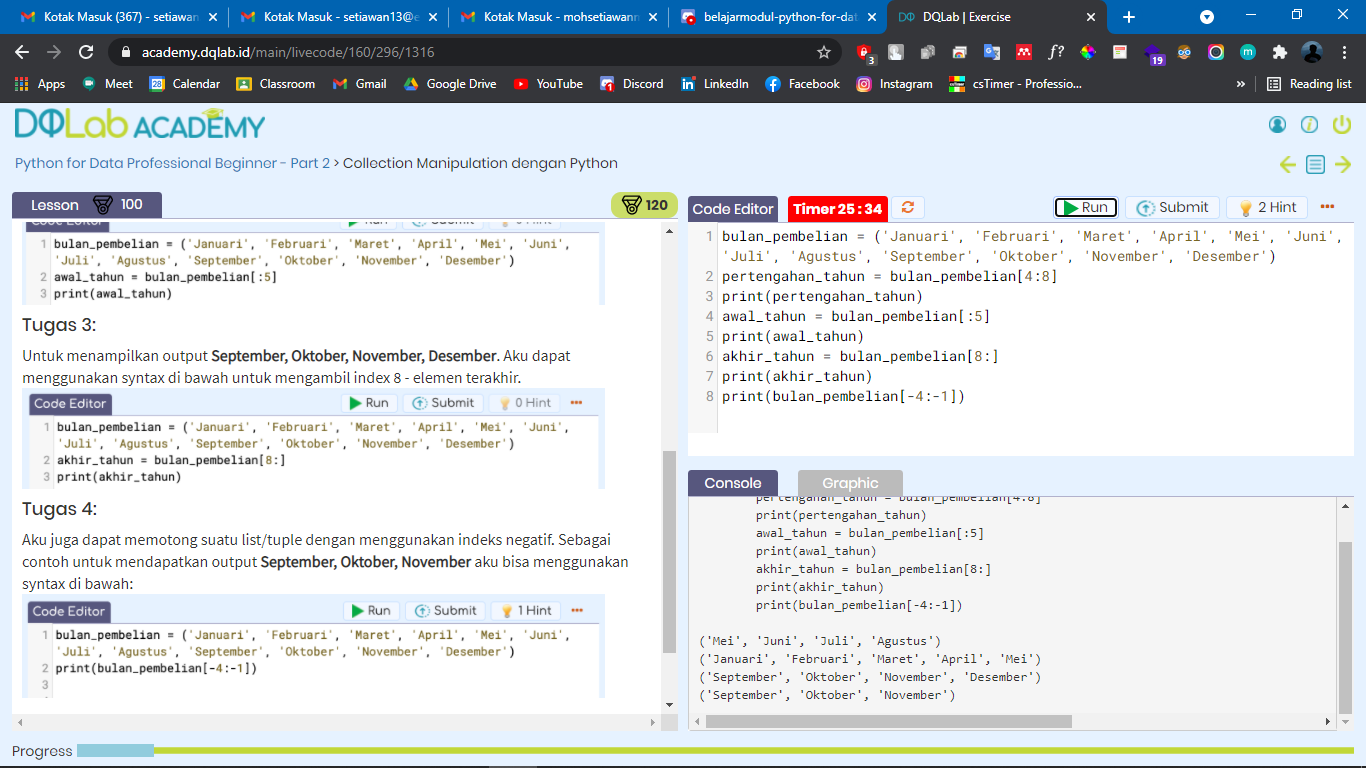 Kotak Masuk (367) - setiawan
Kotak Masuk - setiawan13@e
Kotak Masuk - mohsetiawann
belajarmodul-python-for-dat
DQLab | Exercise
academy.dqlab.id/main/livecode/160/296/1316
3
f?
19
m
Apps
Meet
28
Calendar
Classroom
Gmail
Google Drive
YouTube
Discord
LinkedIn
Facebook
Instagram
csTimer - Professio...
»
Reading list
DQLab ACADEMY
Python for Data Professional Beginner - Part 2 > Collection Manipulation dengan Python
Lesson 100
120
1 bulan_pembelian = ('Januari', 'Februari', 'Maret', 'April', 'Mei', 'Juni',
'Juli', 'Agustus', 'September', 'Oktober', 'November', 'Desember')
2 awal_tahun = bulan_pembelian[:5]
3 print(awal_tahun)
Tugas 3:
Untuk menampilkan output September, Oktober, November, Desember. Aku dapat
menggunakan syntax di bawah untuk mengambil index 8 - elemen terakhir.
Code Editor Run Submit 0 Hint
1 bulan_pembelian = ('Januari', 'Februari', 'Maret', 'April', 'Mei', 'Juni',
'Juli', 'Agustus', 'September', 'Oktober', 'November', 'Desember')
2 akhir_tahun = bulan_pembelian[8:]
3 print(akhir_tahun)
Tugas 4:
Aku juga dapat memotong suatu list/tuple dengan menggunakan indeks negatif. Sebagai
contoh untuk mendapatkan output September, Oktober, November aku bisa menggunakan
syntax di bawah:
Code Editor Run Submit 1 Hint
1 bulan_pembelian = ('Januari', 'Februari', 'Maret', 'April', 'Mei', 'Juni',
'Juli', 'Agustus', 'September', 'Oktober', 'November', 'Desember')
2 print(bulan_pembelian[-4:-1])
3
Code Editor Timer 25 : 34 Run Submit 2 Hint
1 bulan_pembelian = ('Januari', 'Februari', 'Maret', 'April', 'Mei', 'Juni',
'Juli', 'Agustus', 'September', 'Oktober', 'November', 'Desember')
2 pertengahan_tahun = bulan_pembelian[4:8]
3 print(pertengahan_tahun)
4 awal_tahun = bulan_pembelian[:5]
5 print(awal_tahun)
6 akhir_tahun = bulan_pembelian[8:]
7 print(akhir_tahun)
8 print(bulan_pembelian[-4:-1])
Console Graphic
pertengahan_tahun = bulan_pembelian[4:8]
print(pertengahan_tahun)
awal_tahun = bulan_pembelian[:5]
print(awal_tahun)
akhir_tahun = bulan_pembelian[8:]
print(akhir_tahun)
print(bulan_pembelian[-4:-1])
('Mei', 'Juni', 'Juli', 'Agustus')
('Januari', 'Februari', 'Maret', 'April', 'Mei')
('September', 'Oktober', 'November', 'Desember')
('September', 'Oktober', 'November')
Progress